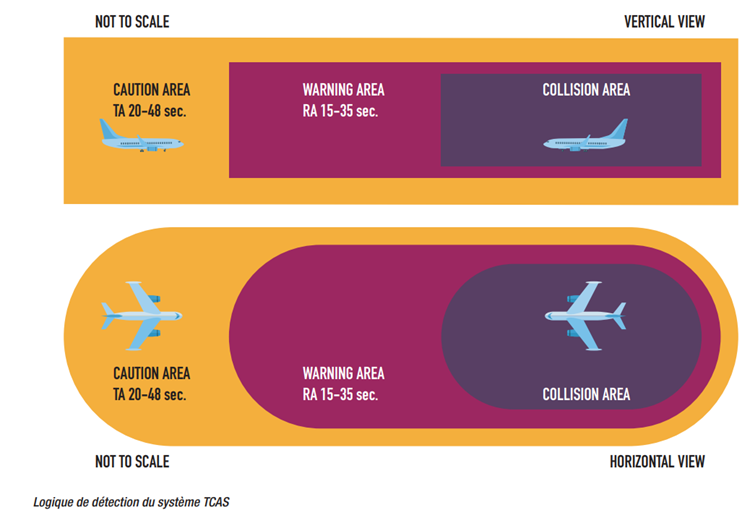 NOT TO SCALE
VERTICAL VIEW
CAUTION AREA
TA 20–48 sec.
WARNING AREA
RA 15–35 sec.
COLLISION AREA
CAUTION AREA
TA 20–48 sec.
WARNING AREA
RA 15–35 sec.
COLLISION AREA
NOT TO SCALE
HORIZONTAL VIEW
Logique de détection du système TCAS